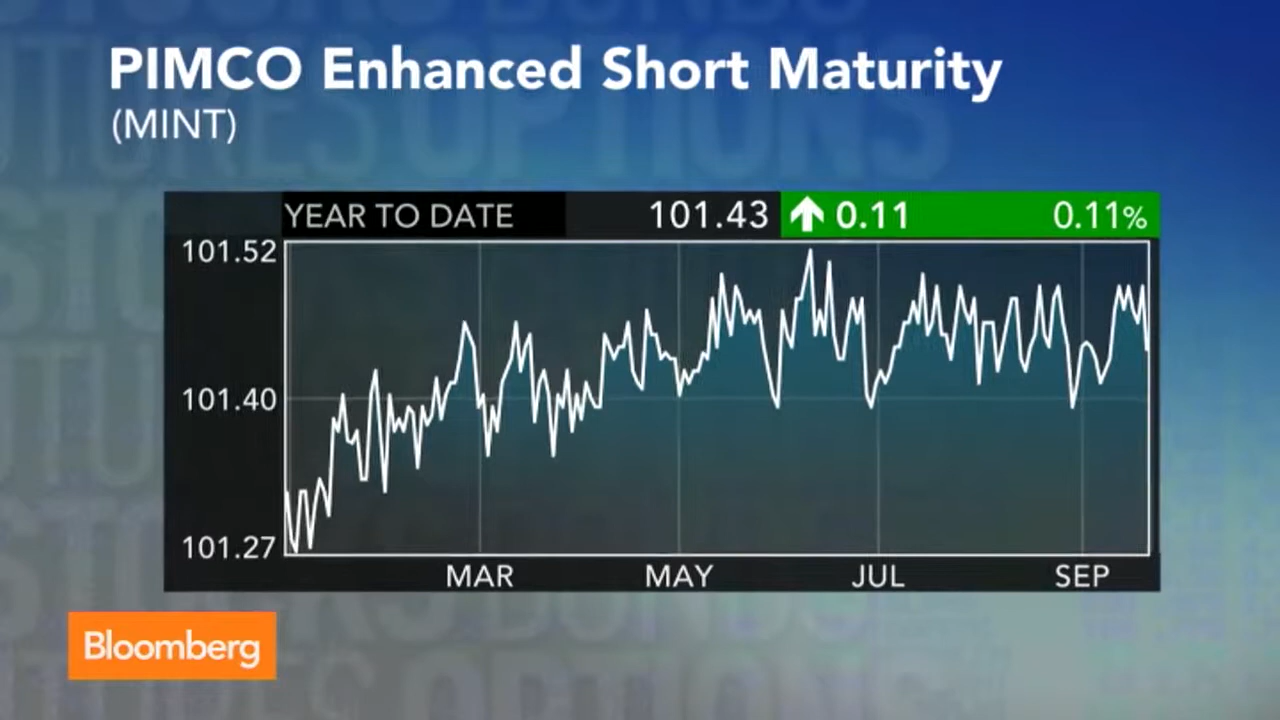 PIMCO Enhanced Short Maturity
(MINT)
YEAR TO DATE 101.43 0.11 0.11%
101.52
101.40
101.27
MAR MAY JUL SEP
Bloomberg